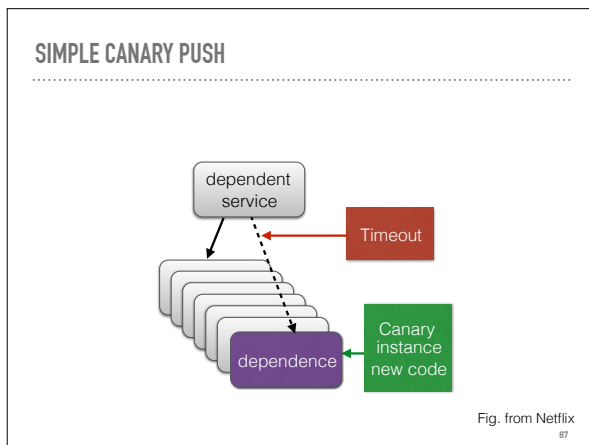 SIMPLE CANARY PUSH
dependent
service
Timeout
Canary
instance
new code
dependence
Fig. from Netflix
87